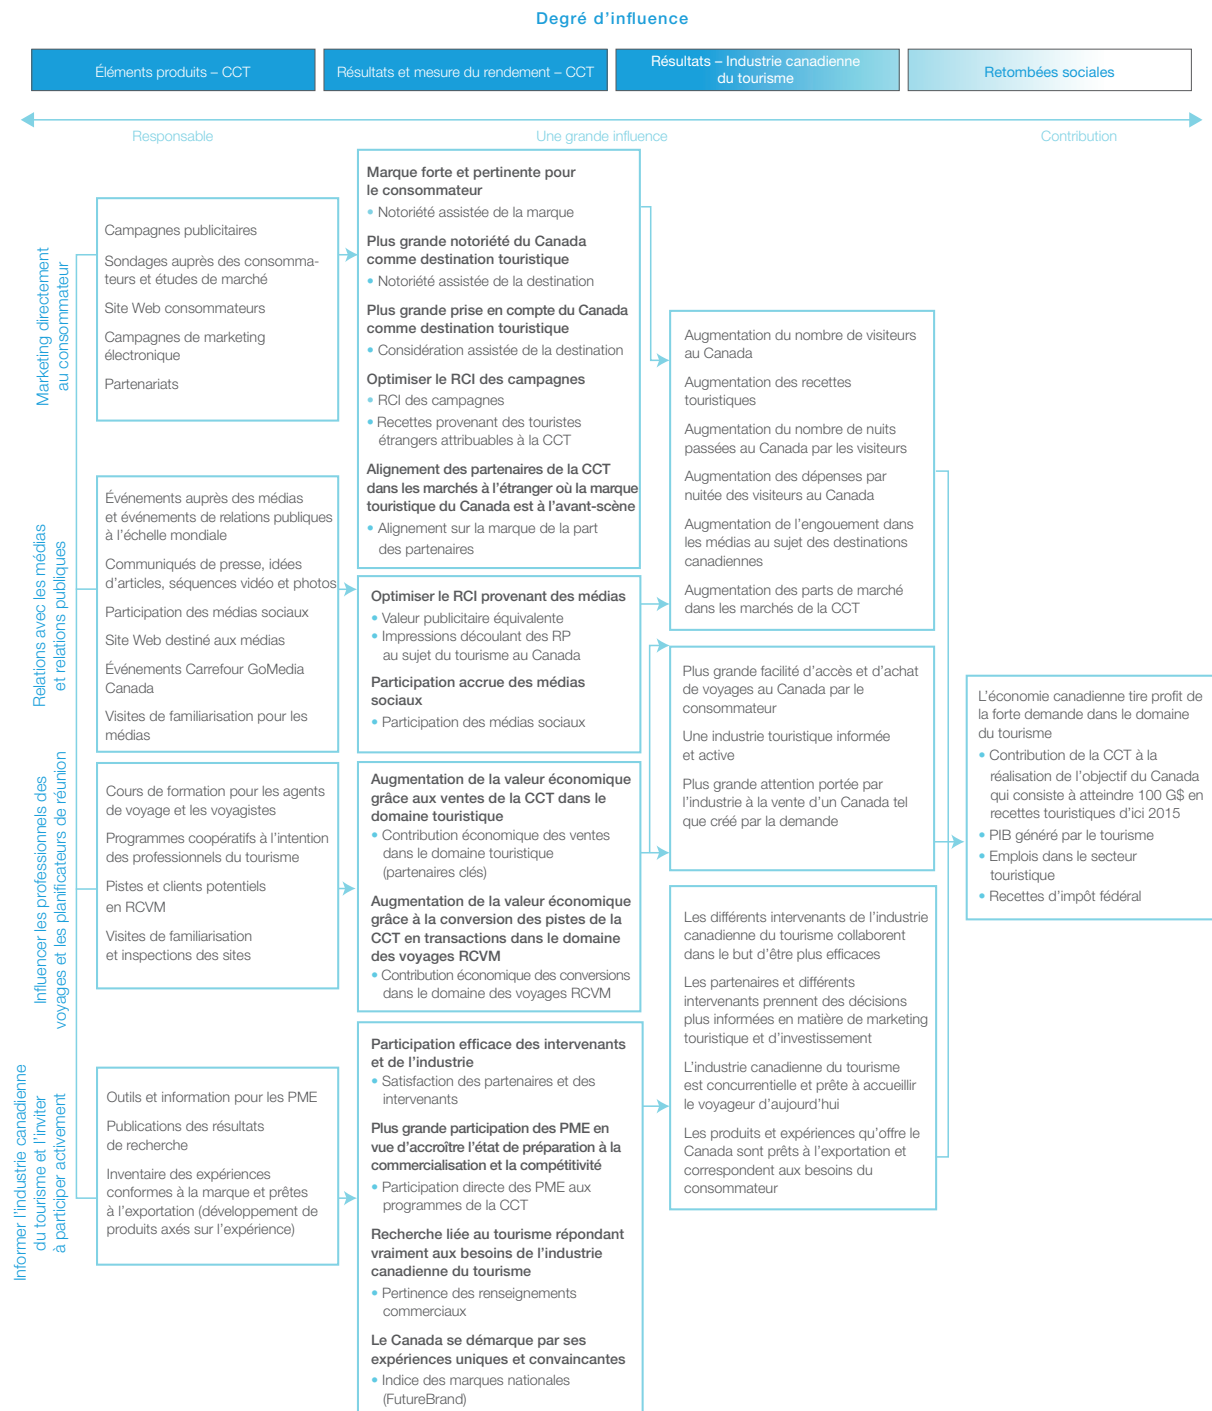 Degré d’influence
Éléments produits – CCT
Résultats et mesure du rendement – CCT
Résultats – Industrie canadienne
du tourisme
Retombées sociales
Responsable
Une grande influence
Contribution
Marketing directement
au consommateur
Campagnes publicitaires
Sondages auprès des consomma-
teurs et études de marché
Site Web consommateurs
Campagnes de marketing
électronique
Partenariats
Marque forte et pertinente pour
le consommateur
• Notoriété assistée de la marque
Plus grande notoriété du Canada
comme destination touristique
• Notoriété assistée de la destination
Plus grande prise en compte du Canada
comme destination touristique
• Considération assistée de la destination
Optimiser le RCI des campagnes
• RCI des campagnes
• Recettes provenant des touristes
étrangers attribuables à la CCT
Alignement des partenaires de la CCT
dans les marchés à l’étranger où la marque
touristique du Canada est à l’avant-scène
• Alignement sur la marque de la part
des partenaires
Relations avec les médias
et relations publiques
Événements auprès des médias
et événements de relations publiques
à l’échelle mondiale
Communiqués de presse, idées
d’articles, séquences vidéo et photos
Participation des médias sociaux
Site Web destiné aux médias
Événements Carrefour GoMedia
Canada
Visites de familiarisation pour les
médias
Optimiser le RCI provenant des médias
• Valeur publicitaire équivalente
• Impressions découlant des RP
au sujet du tourisme au Canada
Participation accrue des médias
sociaux
• Participation des médias sociaux
Influencer les professionnels des
voyages et les planificateurs de réunion
Cours de formation pour les agents
de voyage et les voyagistes
Programmes coopératifs à l’intention
des professionnels du tourisme
Pistes et clients potentiels
en RCVM
Visites de familiarisation
et inspections des sites
Augmentation de la valeur économique
grâce aux ventes de la CCT dans le
domaine touristique
• Contribution économique des ventes
dans le domaine touristique
(partenaires clés)
Augmentation de la valeur économique
grâce à la conversion des pistes de la
CCT en transactions dans le domaine
des voyages RCVM
• Contribution économique des conversions
dans le domaine des voyages RCVM
Informer l’industrie canadienne
du tourisme et l’inviter
à participer activement
Outils et information pour les PME
Publications des résultats
de recherche
Inventaire des expériences
conformes à la marque et prêtes
à l’exportation (développement de
produits axés sur l’expérience)
Participation efficace des intervenants
et de l’industrie
• Satisfaction des partenaires et des
intervenants
Plus grande participation des PME en
vue d’accroître l’état de préparation à la
commercialisation et la compétitivité
• Participation directe des PME aux
programmes de la CCT
Recherche liée au tourisme répondant
vraiment aux besoins de l’industrie
canadienne du tourisme
• Pertinence des renseignements
commerciaux
Le Canada se démarque par ses
expériences uniques et convaincantes
• Indice des marques nationales
(FutureBrand)
Augmentation du nombre de visiteurs
au Canada
Augmentation des recettes
touristiques
Augmentation du nombre de nuits
passées au Canada par les visiteurs
Augmentation des dépenses par
nuitée des visiteurs au Canada
Augmentation de l’engouement dans
les médias au sujet des destinations
canadiennes
Augmentation des parts de marché
dans les marchés de la CCT
Plus grande facilité d’accès et d’achat
de voyages au Canada par le
consommateur
Une industrie touristique informée
et active
Plus grande attention portée par
l’industrie à la vente d’un Canada tel
que créé par la demande
Les différents intervenants de l’industrie
canadienne du tourisme collaborent
dans le but d’être plus efficaces
Les partenaires et différents
intervenants prennent des décisions
plus informées en matière de marketing
touristique et d’investissement
L’industrie canadienne du tourisme
est concurrentielle et prête à accueillir
le voyageur d’aujourd’hui
Les produits et expériences qu’offre le
Canada sont prêts à l’exportation et
correspondent aux besoins du
consommateur
L’économie canadienne tire profit de
la forte demande dans le domaine
du tourisme
• Contribution de la CCT à la
réalisation de l’objectif du Canada
qui consiste à atteindre 100 G$ en
recettes touristiques d’ici 2015
• PIB généré par le tourisme
• Emplois dans le secteur
touristique
• Recettes d’impôt fédéral